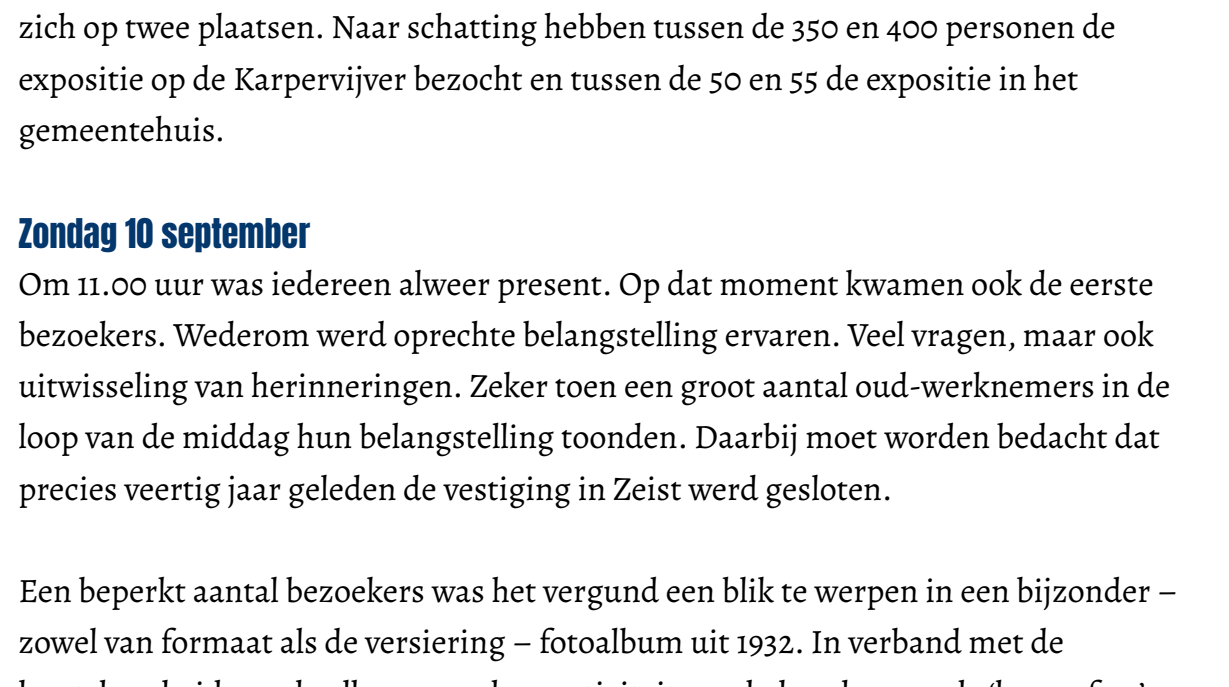 zich op twee plaatsen. Naar schatting hebben tussen de 350 en 400 personen de
expositie op de Karpervijver bezocht en tussen de 50 en 55 de expositie in het
gemeentehuis.
Zondag 10 september
Om 11.00 uur was iedereen alweer present. Op dat moment kwamen ook de eerste
bezoekers. Wederom werd oprechte belangstelling ervaren. Veel vragen, maar ook
uitwisseling van herinneringen. Zeker toen een groot aantal oud-werknemers in de
loop van de middag hun belangstelling toonden. Daarbij moet worden bedacht dat
precies veertig jaar geleden de vestiging in Zeist werd gesloten.
Een beperkt aantal bezoekers was het vergund een blik te werpen in een bijzonder –
zowel van formaat als de versiering – fotoalbum uit 1932. In verband met de